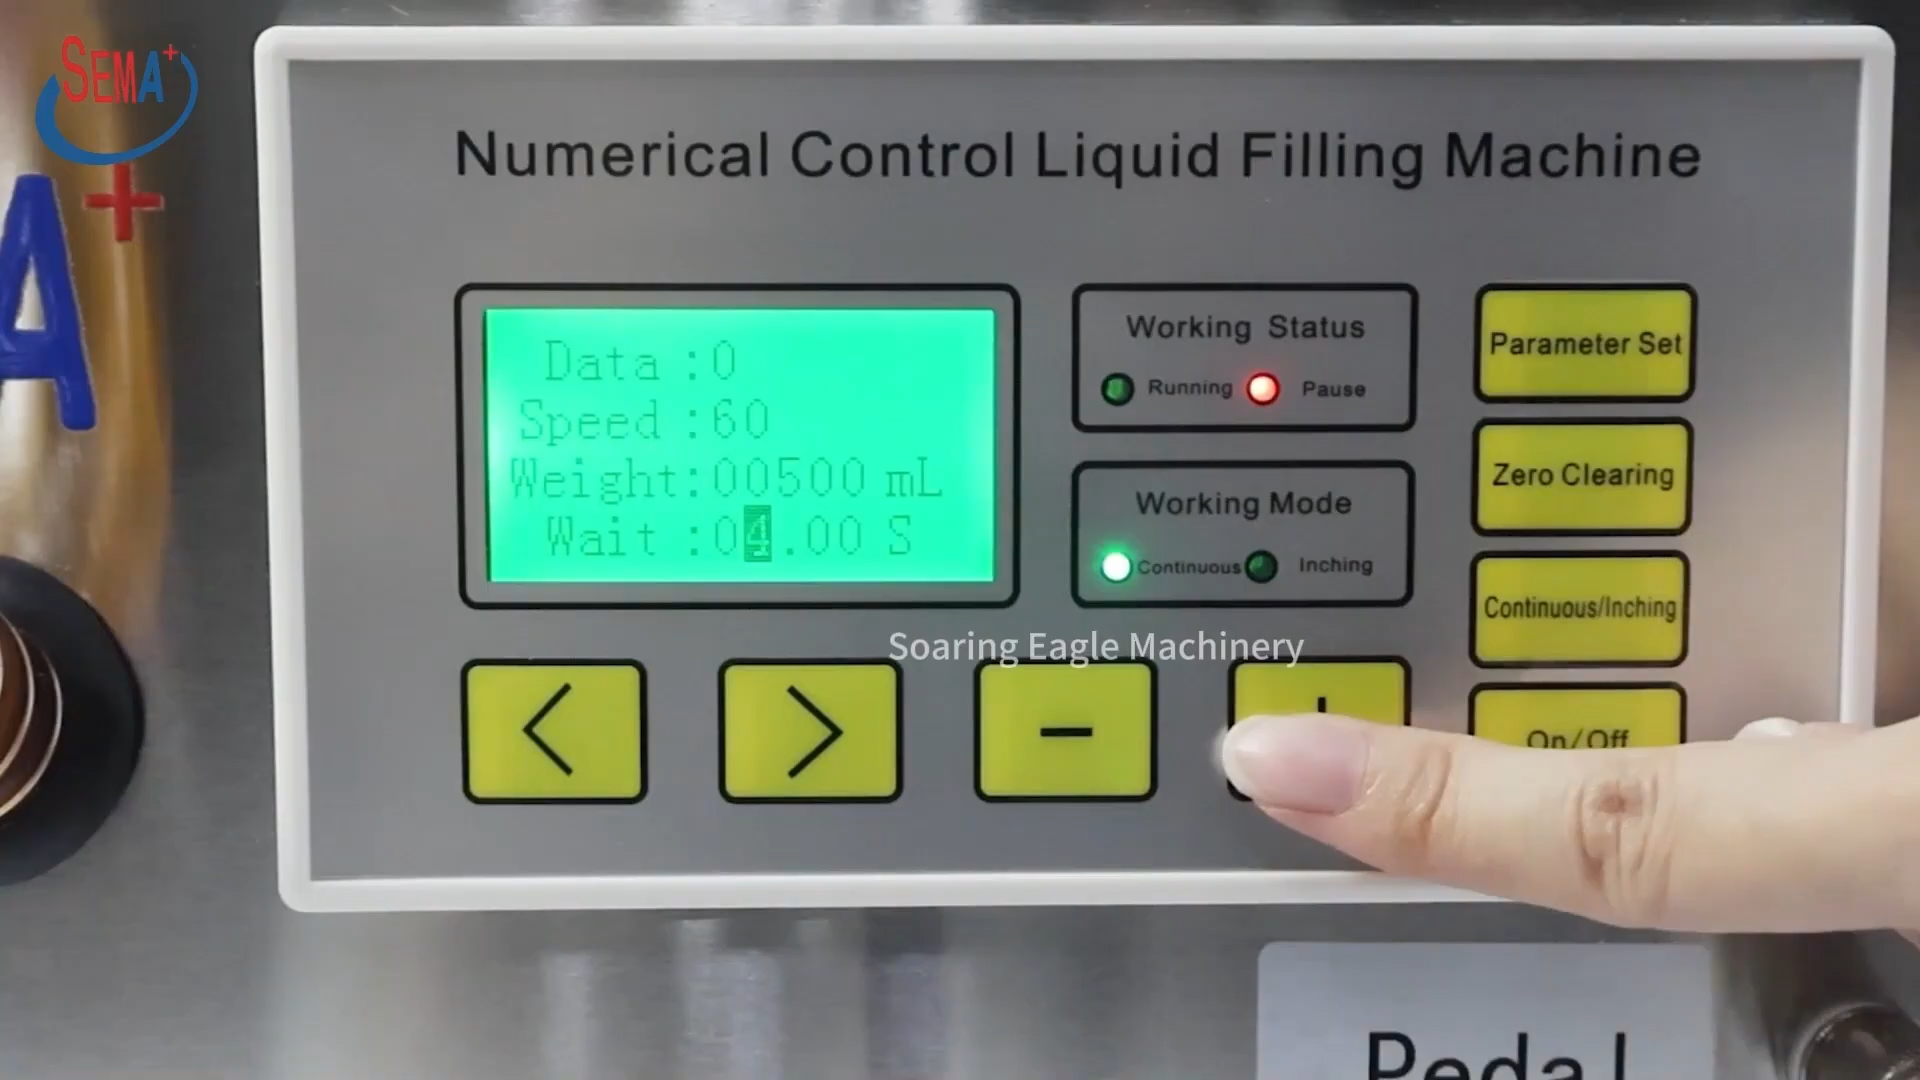 SEMA+
A+
Numerical Control Liquid Filling Machine
Data :0
Speed :60
Weight:00500 mL
Wait :04.00 S
Working Status
Running Pause
Working Mode
Continuous Inching
Parameter Set
Zero Clearing
Continuous/Inching
On/Off
Soaring Eagle Machinery
< > - +
Pedal